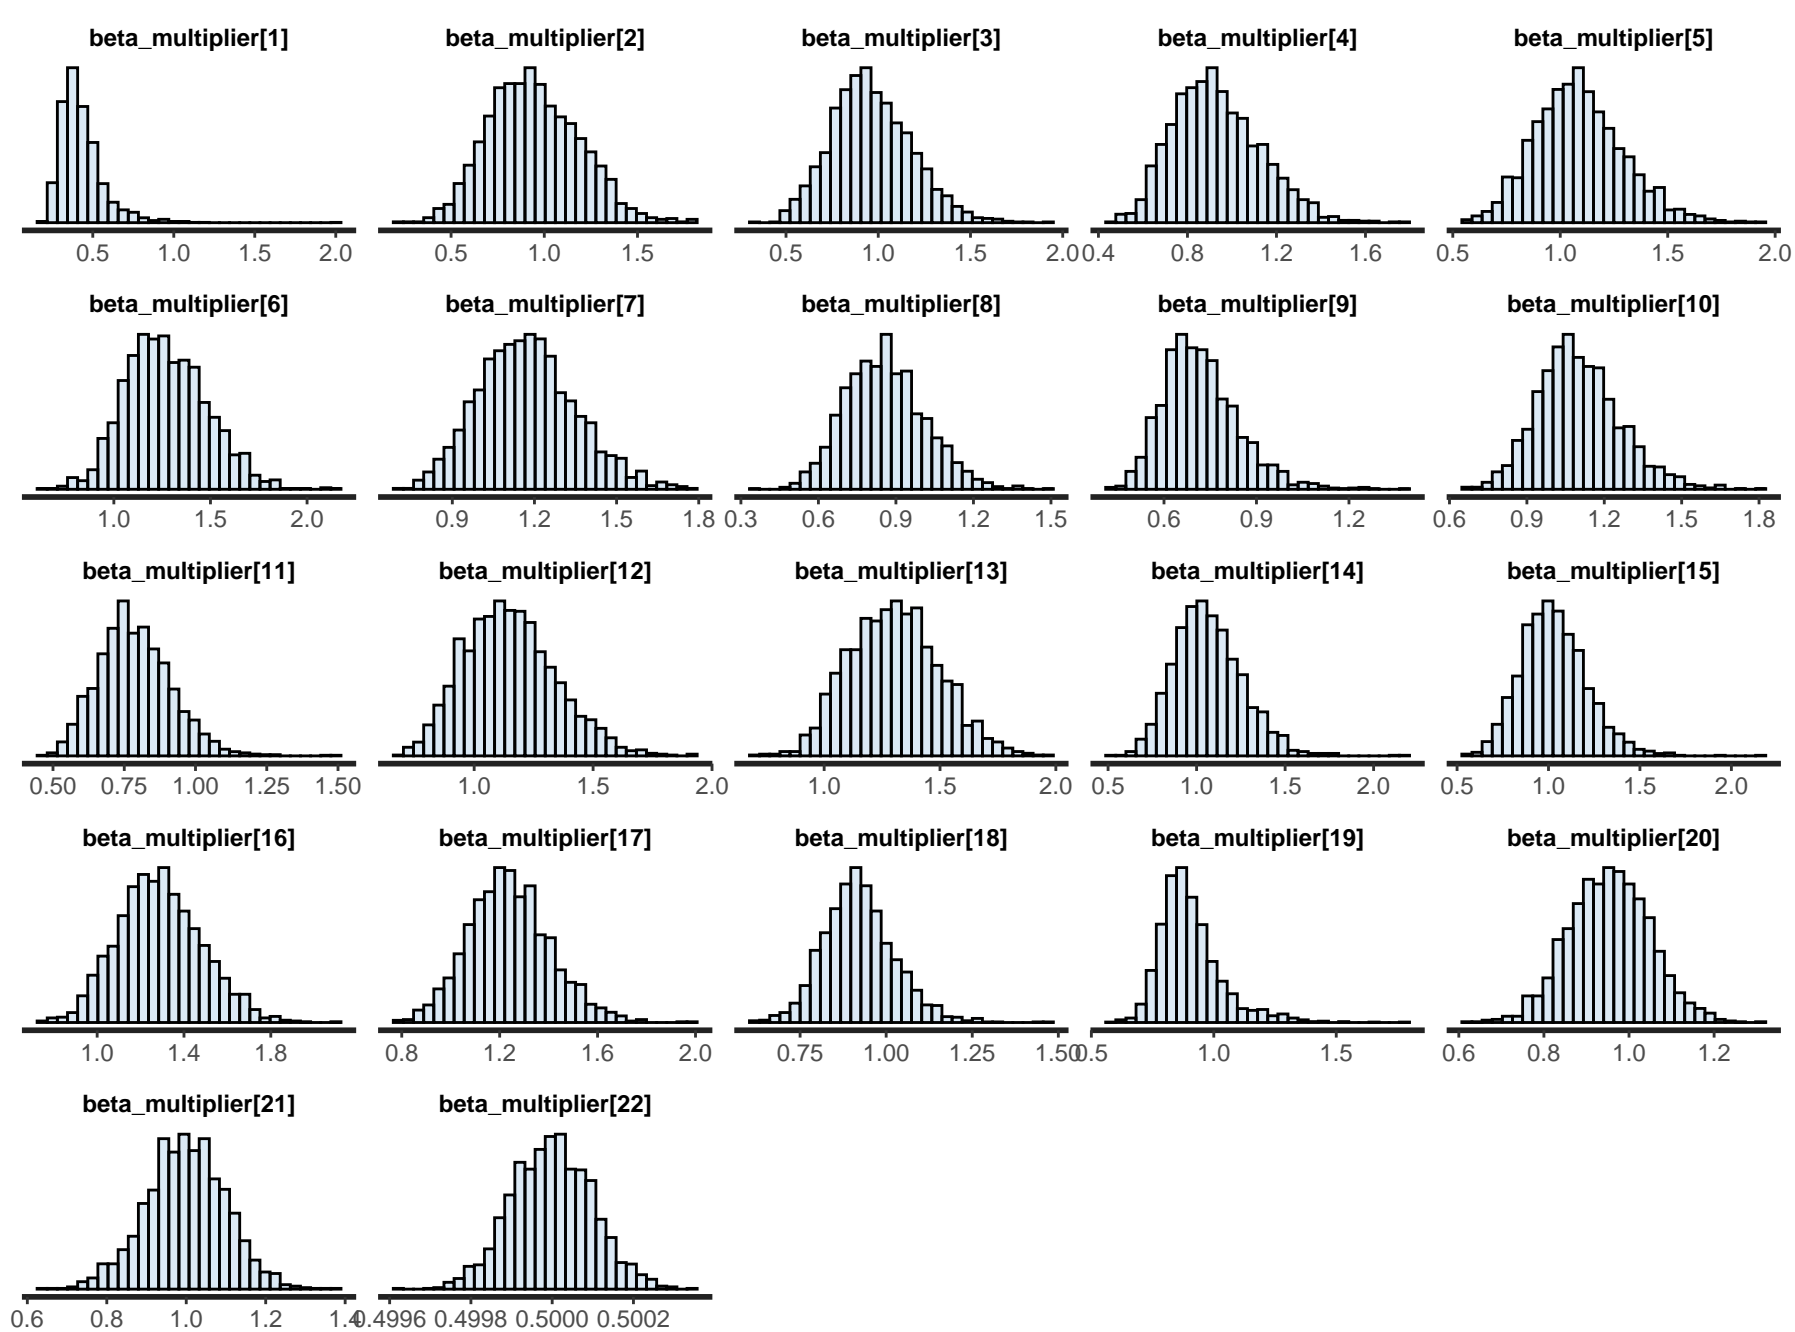 beta_multiplier[1] beta_multiplier[2] beta_multiplier[3] beta_multiplier[4] beta_multiplier[5]
0.5 1.0 1.5 2.0 0.5 1.0 1.5 0.5 1.0 1.5 2.0 0.4 0.8 1.2 1.6 0.5 1.0 1.5 2.0
beta_multiplier[6] beta_multiplier[7] beta_multiplier[8] beta_multiplier[9] beta_multiplier[10]
1.0 1.5 2.0 0.9 1.2 1.5 1.8 0.3 0.6 0.9 1.2 1.5 0.6 0.9 1.2 0.6 0.9 1.2 1.5 1.8
beta_multiplier[11] beta_multiplier[12] beta_multiplier[13] beta_multiplier[14] beta_multiplier[15]
0.50 0.75 1.00 1.25 1.50 1.0 1.5 2.0 1.0 1.5 2.0 0.5 1.0 1.5 2.0 0.5 1.0 1.5 2.0
beta_multiplier[16] beta_multiplier[17] beta_multiplier[18] beta_multiplier[19] beta_multiplier[20]
1.0 1.4 1.8 0.8 1.2 1.6 2.0 0.75 1.00 1.25 1.50 0.5 1.0 1.5 0.6 0.8 1.0 1.2
beta_multiplier[21] beta_multiplier[22]
0.6 0.8 1.0 1.2 1.4 0.4996 0.4998 0.5000 0.5002